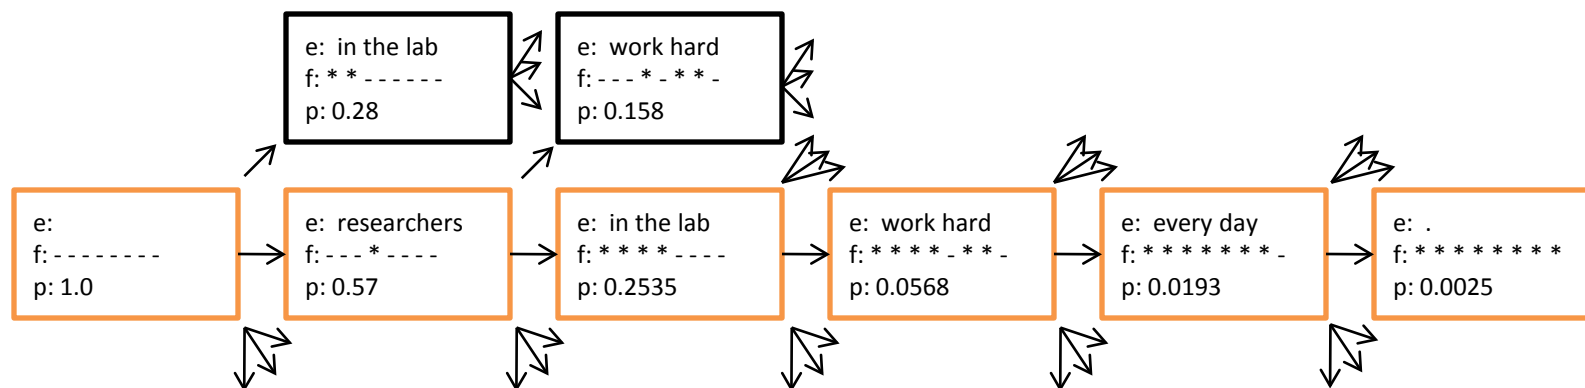 e: in the lab
f: * * - - - - - -
p: 0.28
e: work hard
f: - - - * - * * -
p: 0.158
e:
f: - - - - - - - -
p: 1.0
e: researchers
f: - - - * - - - -
p: 0.57
e: in the lab
f: * * * * - - - -
p: 0.2535
e: work hard
f: * * * * - * * -
p: 0.0568
e: every day
f: * * * * * * * -
p: 0.0193
e: .
f: * * * * * * * *
p: 0.0025